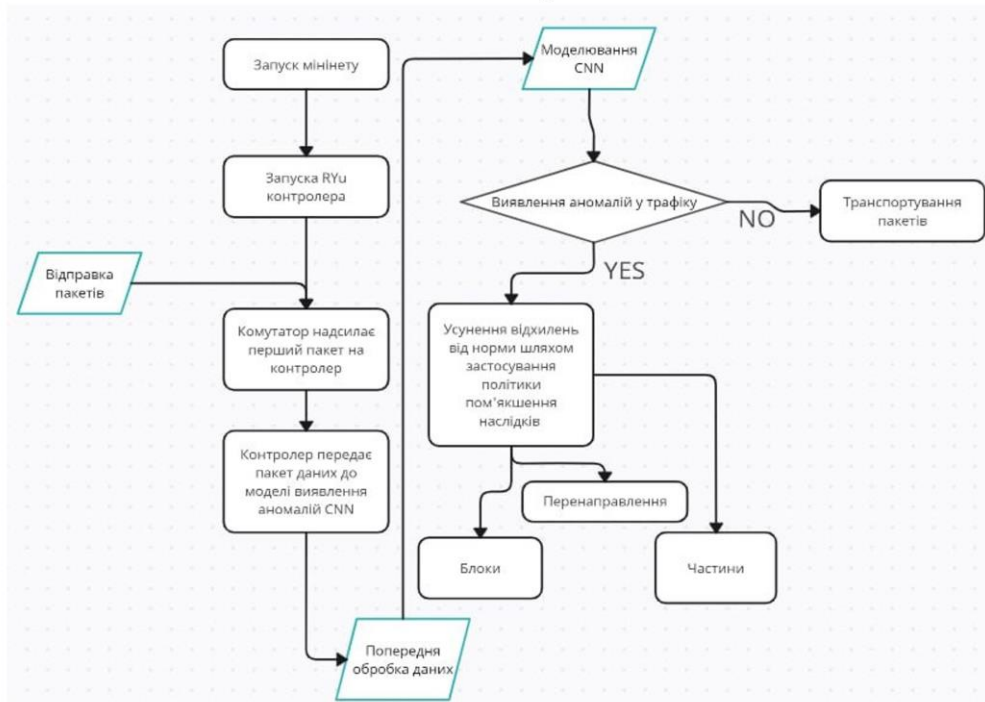 Запуск мінінету
Запуска RYu
контролера
Відправка
пакетів
Комутатор надсилає
перший пакет на
контролер
Контролер передає
пакет даних до
моделі виявлення
аномалій CNN
Попередня
обробка даних
Моделювання
CNN
Виявлення аномалій у трафіку
NO
Транспортування
пакетів
YES
Усунення відхилень
від норми шляхом
застосування
політики
пом'якшення
наслідків
Перенаправлення
Блоки
Частини